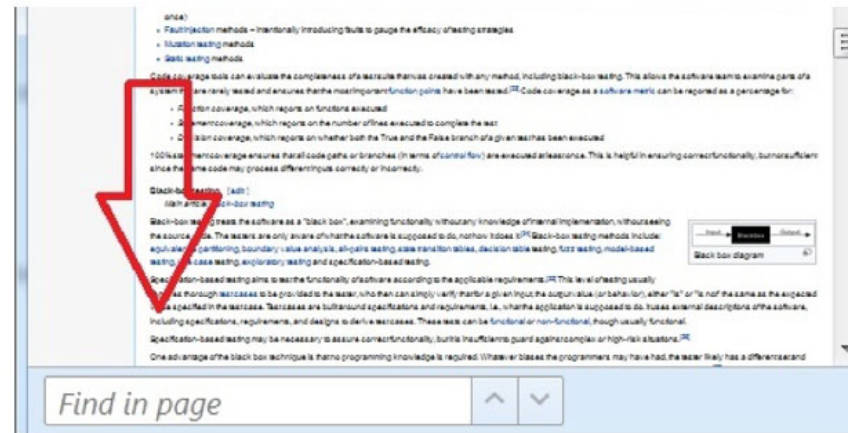 once)
Fault injection methods – intentionally introducing faults to gauge the efficacy of testing strategies
Mutation testing methods
Static testing methods
Code coverage tools can evaluate the completeness of a test suite that was created with any method, including black-box testing. This allows the software team to examine parts of a
system that are rarely tested and ensures that the most important function points have been tested. Code coverage as a software metric can be reported as a percentage for:
Function coverage, which reports on functions executed
Statement coverage, which reports on the number of lines executed to complete the test
Decision coverage, which reports on whether both the True and the False branch of a given test has been executed
100% statement coverage ensures that all code paths or branches (in terms of control flow) are executed at least once. This is helpful in ensuring correct functionality, but not sufficient
since the same code may process different inputs correctly or incorrectly.
Black-box testing [edit]
Main article: Black-box testing
Black-box testing treats the software as a "black box", examining functionality without any knowledge of internal implementation, without seeing
the source code. The testers are only aware of what the software is supposed to do, not how it does it. Black-box testing methods include:
equivalence partitioning, boundary value analysis, all-pairs testing, state transition tables, decision table testing, fuzz testing, model-based
testing, use case testing, exploratory testing and specification-based testing.
Input Blackbox Output
Black box diagram
Specification-based testing aims to test the functionality of software according to the applicable requirements. This level of testing usually
requires thorough test cases to be provided to the tester, who then can simply verify that for a given input, the output value (or behavior), either "is" or "is not" the same as the expected
value specified in the test case. Test cases are built around specifications and requirements, i.e., what the application is supposed to do. It uses external descriptions of the software,
including specifications, requirements, and designs to derive test cases. These tests can be functional or non-functional, though usually functional.
Specification-based testing may be necessary to assure correct functionality, but it is insufficient to guard against complex or high-risk situations.
One advantage of the black box technique is that no programming knowledge is required. Whatever biases the programmers may have had, the tester likely has a different set and
Find in page